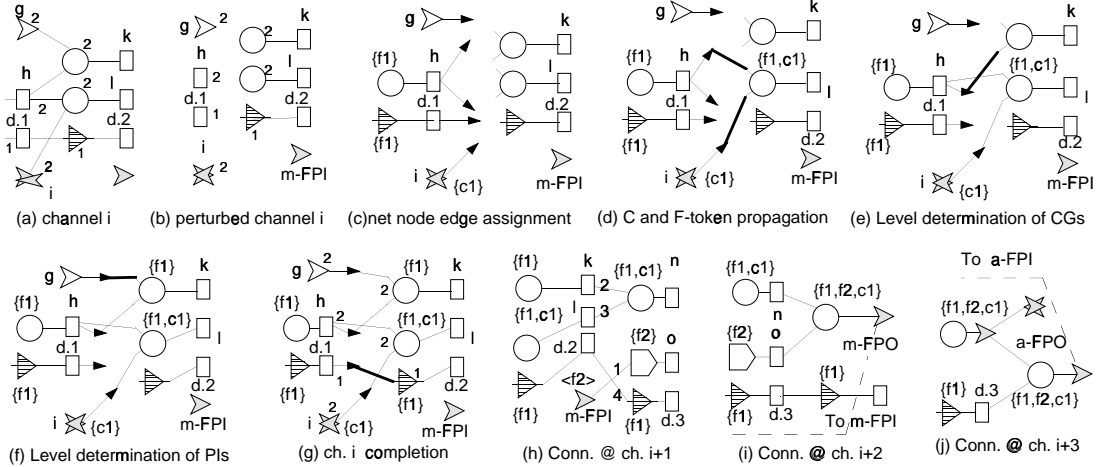 g
2
2
k
h
2
l
2
d.1
d.2
1
1
2
i
(a) channel i
g
2
2
k
h
2
2
l
d.1
d.2
1
1
i
2
m-FPI
(b) perturbed channel i
g
k
{f1}
h
l
d.1
d.2
{f1}
i
{c1}
m-FPI
(c)net node edge assignment
g
k
{f1}
h
{f1,c1}
l
d.1
{f1}
d.2
i
{c1}
m-FPI
(d) C and F-token propagation
g
k
{f1}
h
{f1,c1}
l
d.1
{f1}
d.2
i
{c1}
m-FPI
(e) Level determination of CGs
g
{f1}
k
{f1}
h
{f1,c1}
l
d.1
d.2
{f1}
{f1}
i
{c1}
m-FPI
(f) Level determination of PIs
g
2
{f1}
k
2
{f1}
h
2
{f1,c1}
l
2
d.1
1
1
d.2
{f1}
{f1}
2
i
{c1}
m-FPI
(g) ch. i completion
{f1}
k
{f1,c1}
n
2
{f1,c1}
l
3
d.2
{f2}
o
<f2>
1
4
{f1}
m-FPI
{f1}
d.3
(h) Conn. @ ch. i+1
{f1,c1}
{f1,f2,c1}
n
{f2}
o
m-FPO
{f1}
{f1}
d.3
To m-FPI
(i) Conn. @ ch. i+2
To a-FPI
{f1,f2,c1}
a-FPO
{f1}
d.3
{f1,f2,c1}
(j) Conn. @ ch. i+3